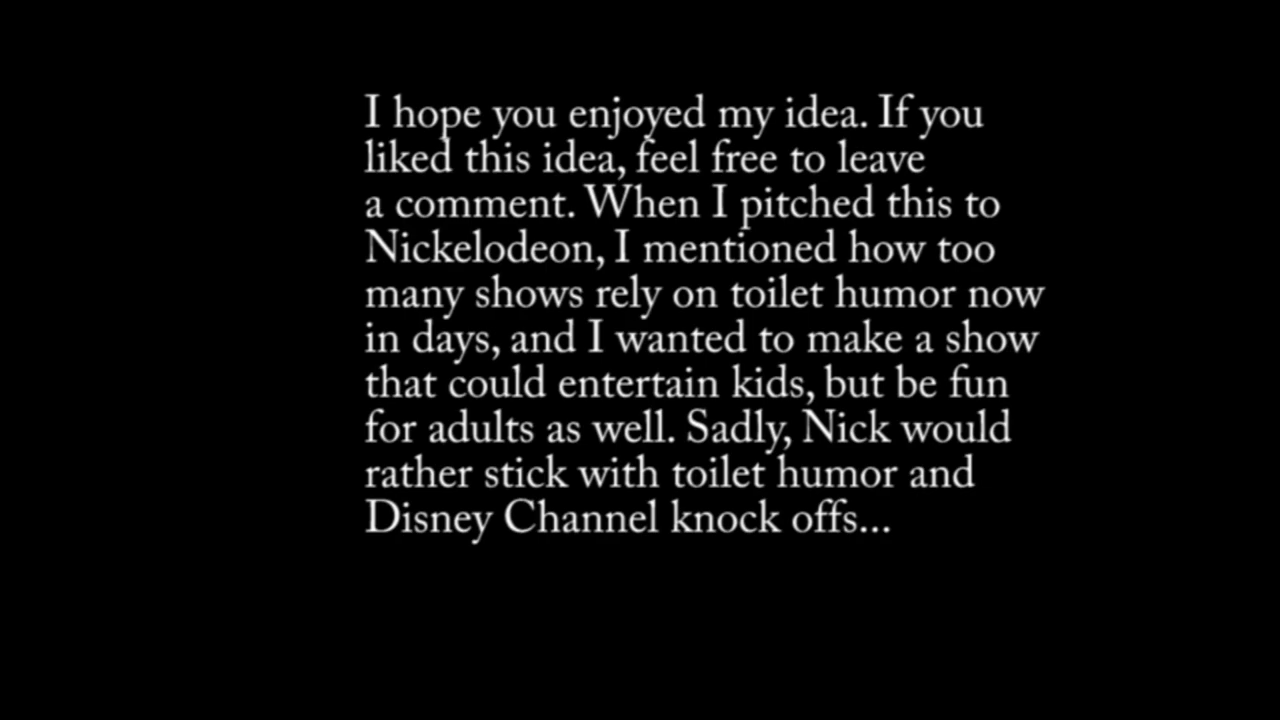 I hope you enjoyed my idea. If you
liked this idea, feel free to leave
a comment. When I pitched this to
Nickelodeon, I mentioned how too
many shows rely on toilet humor now
in days, and I wanted to make a show
that could entertain kids, but be fun
for adults as well. Sadly, Nick would
rather stick with toilet humor and
Disney Channel knock offs...